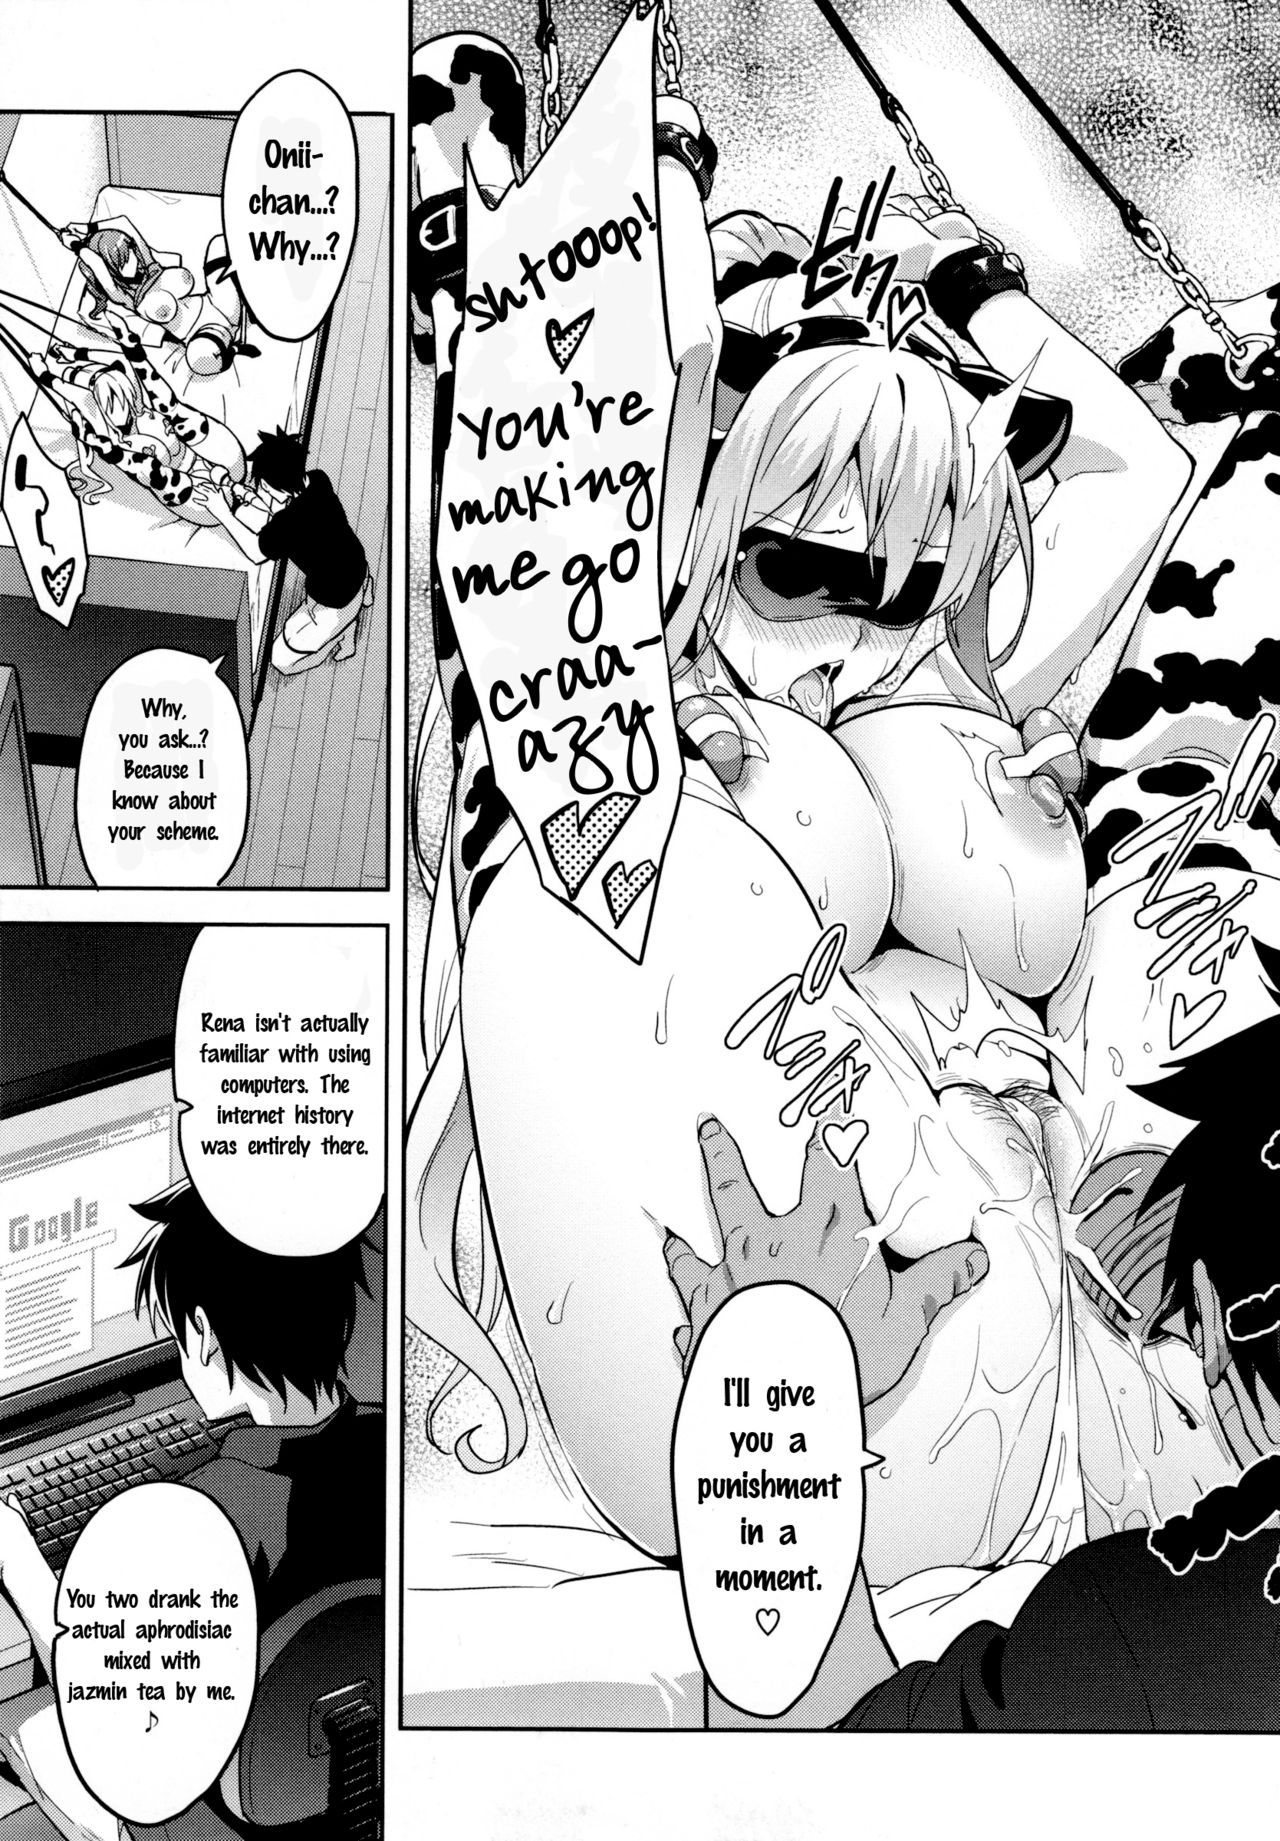 shtooop!
♥
You're
making
me go
craa-
azy
I'll give
you a
punishment
in a
moment.
♡
Onii-
chan...?
Why...?
Why,
you ask...?
Because I
know about
your scheme.
Rena isn't actually
familiar with using
computers. The
internet history
was entirely there.
Google
You two drank the
actual aphrodisiac
mixed with
jazmin tea by me.
♪